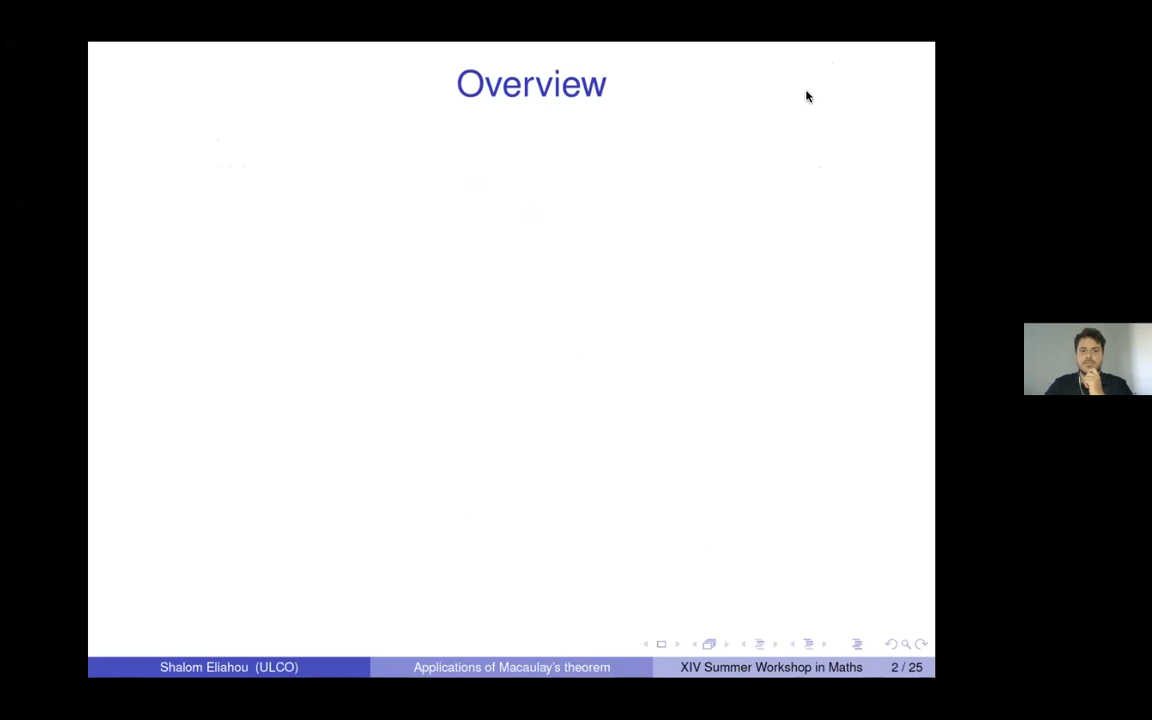 Overview
Shalom Eliahou (ULCO)
Applications of Macaulay's theorem
XIV Summer Workshop in Maths
2 / 25